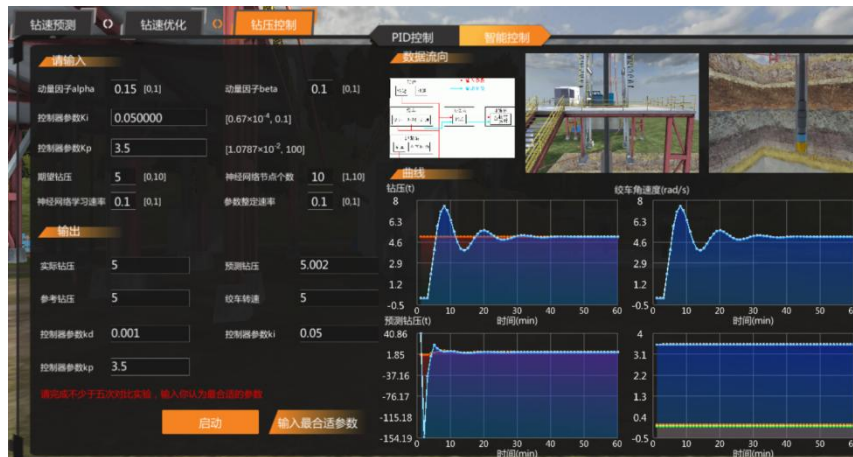 钻速预测
钻速优化
钻压控制
PID控制
智能控制
请输入
动量因子alpha 0.15 [0,1] 动量因子beta 0.1 [0,1]
控制器参数Ki 0.050000 [0.67×10⁻⁴, 0.1]
控制器参数Kp 3.5 [1.0787×10⁻², 100]
期望钻压 5 [0,10] 神经网络节点个数 10 [1,10]
神经网络学习速率 0.1 [0,1] 参数整定速率 0.1 [0,1]
输出
实际钻压 5 预测钻压 5.002
参考钻压 5 绞车转速 5
控制器参数kd 0.001 控制器参数ki 0.05
控制器参数kp 3.5
请完成不少于五次对比实验，输入你认为最合适的参数
启动
输入最合适参数
数据流向
曲线
钻压(t)
8
6.3
4.6
2.9
1.2
-0.5
0 10 20 30 40 50 60
时间(min)
绞车角速度(rad/s)
8
6.3
4.6
2.9
1.2
-0.5
0 10 20 30 40 50 6
时间(min)
预测钻压(t)
40.86
1.85
-37.16
-76.17
-115.18
-154.19
0 10 20 30 40 50 60
时间(min)
4
3.1
2.2
1.3
0.4
-0.5
0 10 20 30 40 50 6
时间(min)